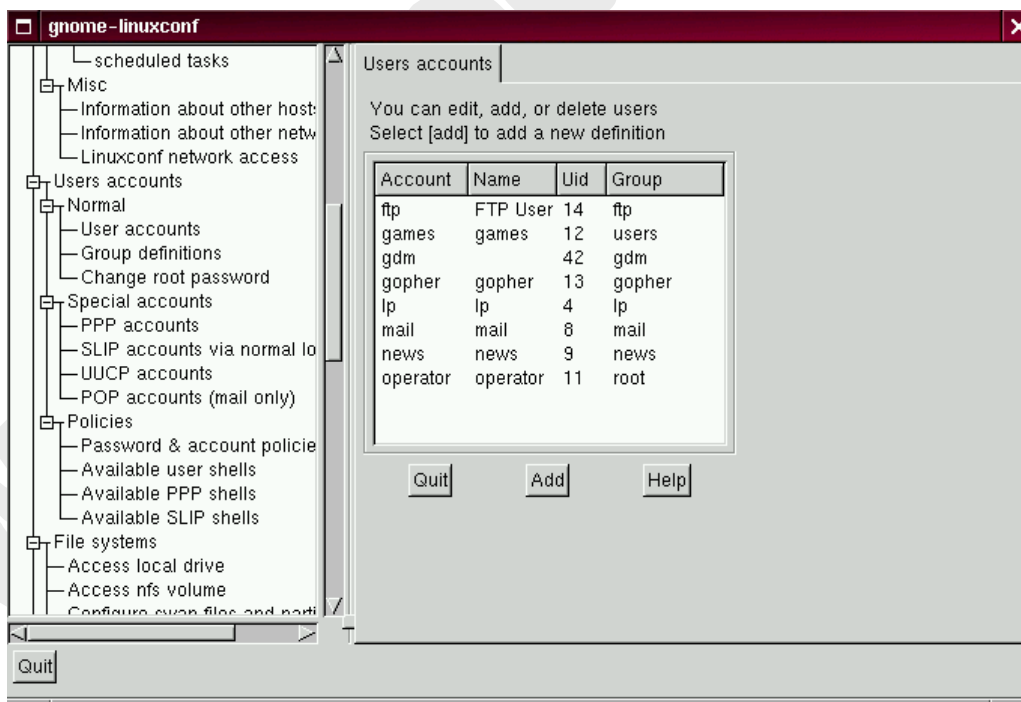 gnome-linuxconf
scheduled tasks
Misc
Information about other host
Information about other netw
Linuxconf network access
Users accounts
Normal
User accounts
Group definitions
Change root password
Special accounts
PPP accounts
SLIP accounts via normal lo
UUCP accounts
POP accounts (mail only)
Policies
Password & account policie
Available user shells
Available PPP shells
Available SLIP shells
File systems
Access local drive
Access nfs volume
Configure swap files and parti
Quit
Users accounts
You can edit, add, or delete users
Select [add] to add a new definition
Account Name Uid Group
ftp FTP User 14 ftp
games games 12 users
gdm 42 gdm
gopher gopher 13 gopher
lp lp 4 lp
mail mail 8 mail
news news 9 news
operator operator 11 root
Quit Add Help